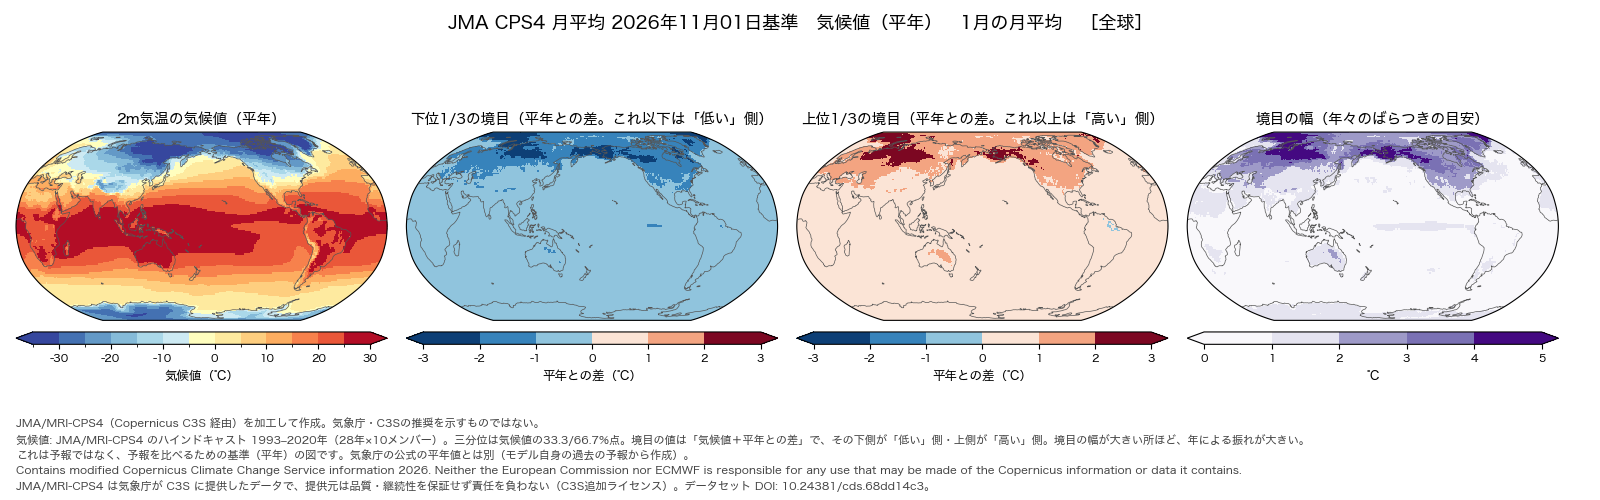 JMA CPS4 月平均 2026年11月01日基準　気候値（平年）　1月の月平均　［全球］
2m気温の気候値（平年）
下位1/3の境目（平年との差。これ以下は「低い」側）
上位1/3の境目（平年との差。これ以上は「高い」側）
境目の幅（年々のばらつきの目安）
-30 -20 -10 0 10 20 30
-3 -2 -1 0 1 2 3
-3 -2 -1 0 1 2 3
0 1 2 3 4 5
気候値（℃）
平年との差（℃）
平年との差（℃）
℃
JMA/MRI-CPS4（Copernicus C3S 経由）を加工して作成。気象庁・C3Sの推奨を示すものではない。
気候値: JMA/MRI-CPS4 のハインドキャスト 1993–2020年（28年×10メンバー）。三分位は気候値の33.3/66.7%点。境目の値は「気候値＋平年との差」で、その下側が「低い」側・上側が「高い」側。境目の幅が大きい所ほど、年による振れが大きい。
これは予報ではなく、予報を比べるための基準（平年）の図です。気象庁の公式の平年値とは別（モデル自身の過去の予報から作成）。
Contains modified Copernicus Climate Change Service information 2026. Neither the European Commission nor ECMWF is responsible for any use that may be made of the Copernicus information or data it contains.
JMA/MRI-CPS4 は気象庁が C3S に提供したデータで、提供元は品質・継続性を保証せず責任を負わない（C3S追加ライセンス）。データセット DOI: 10.24381/cds.68dd14c3。